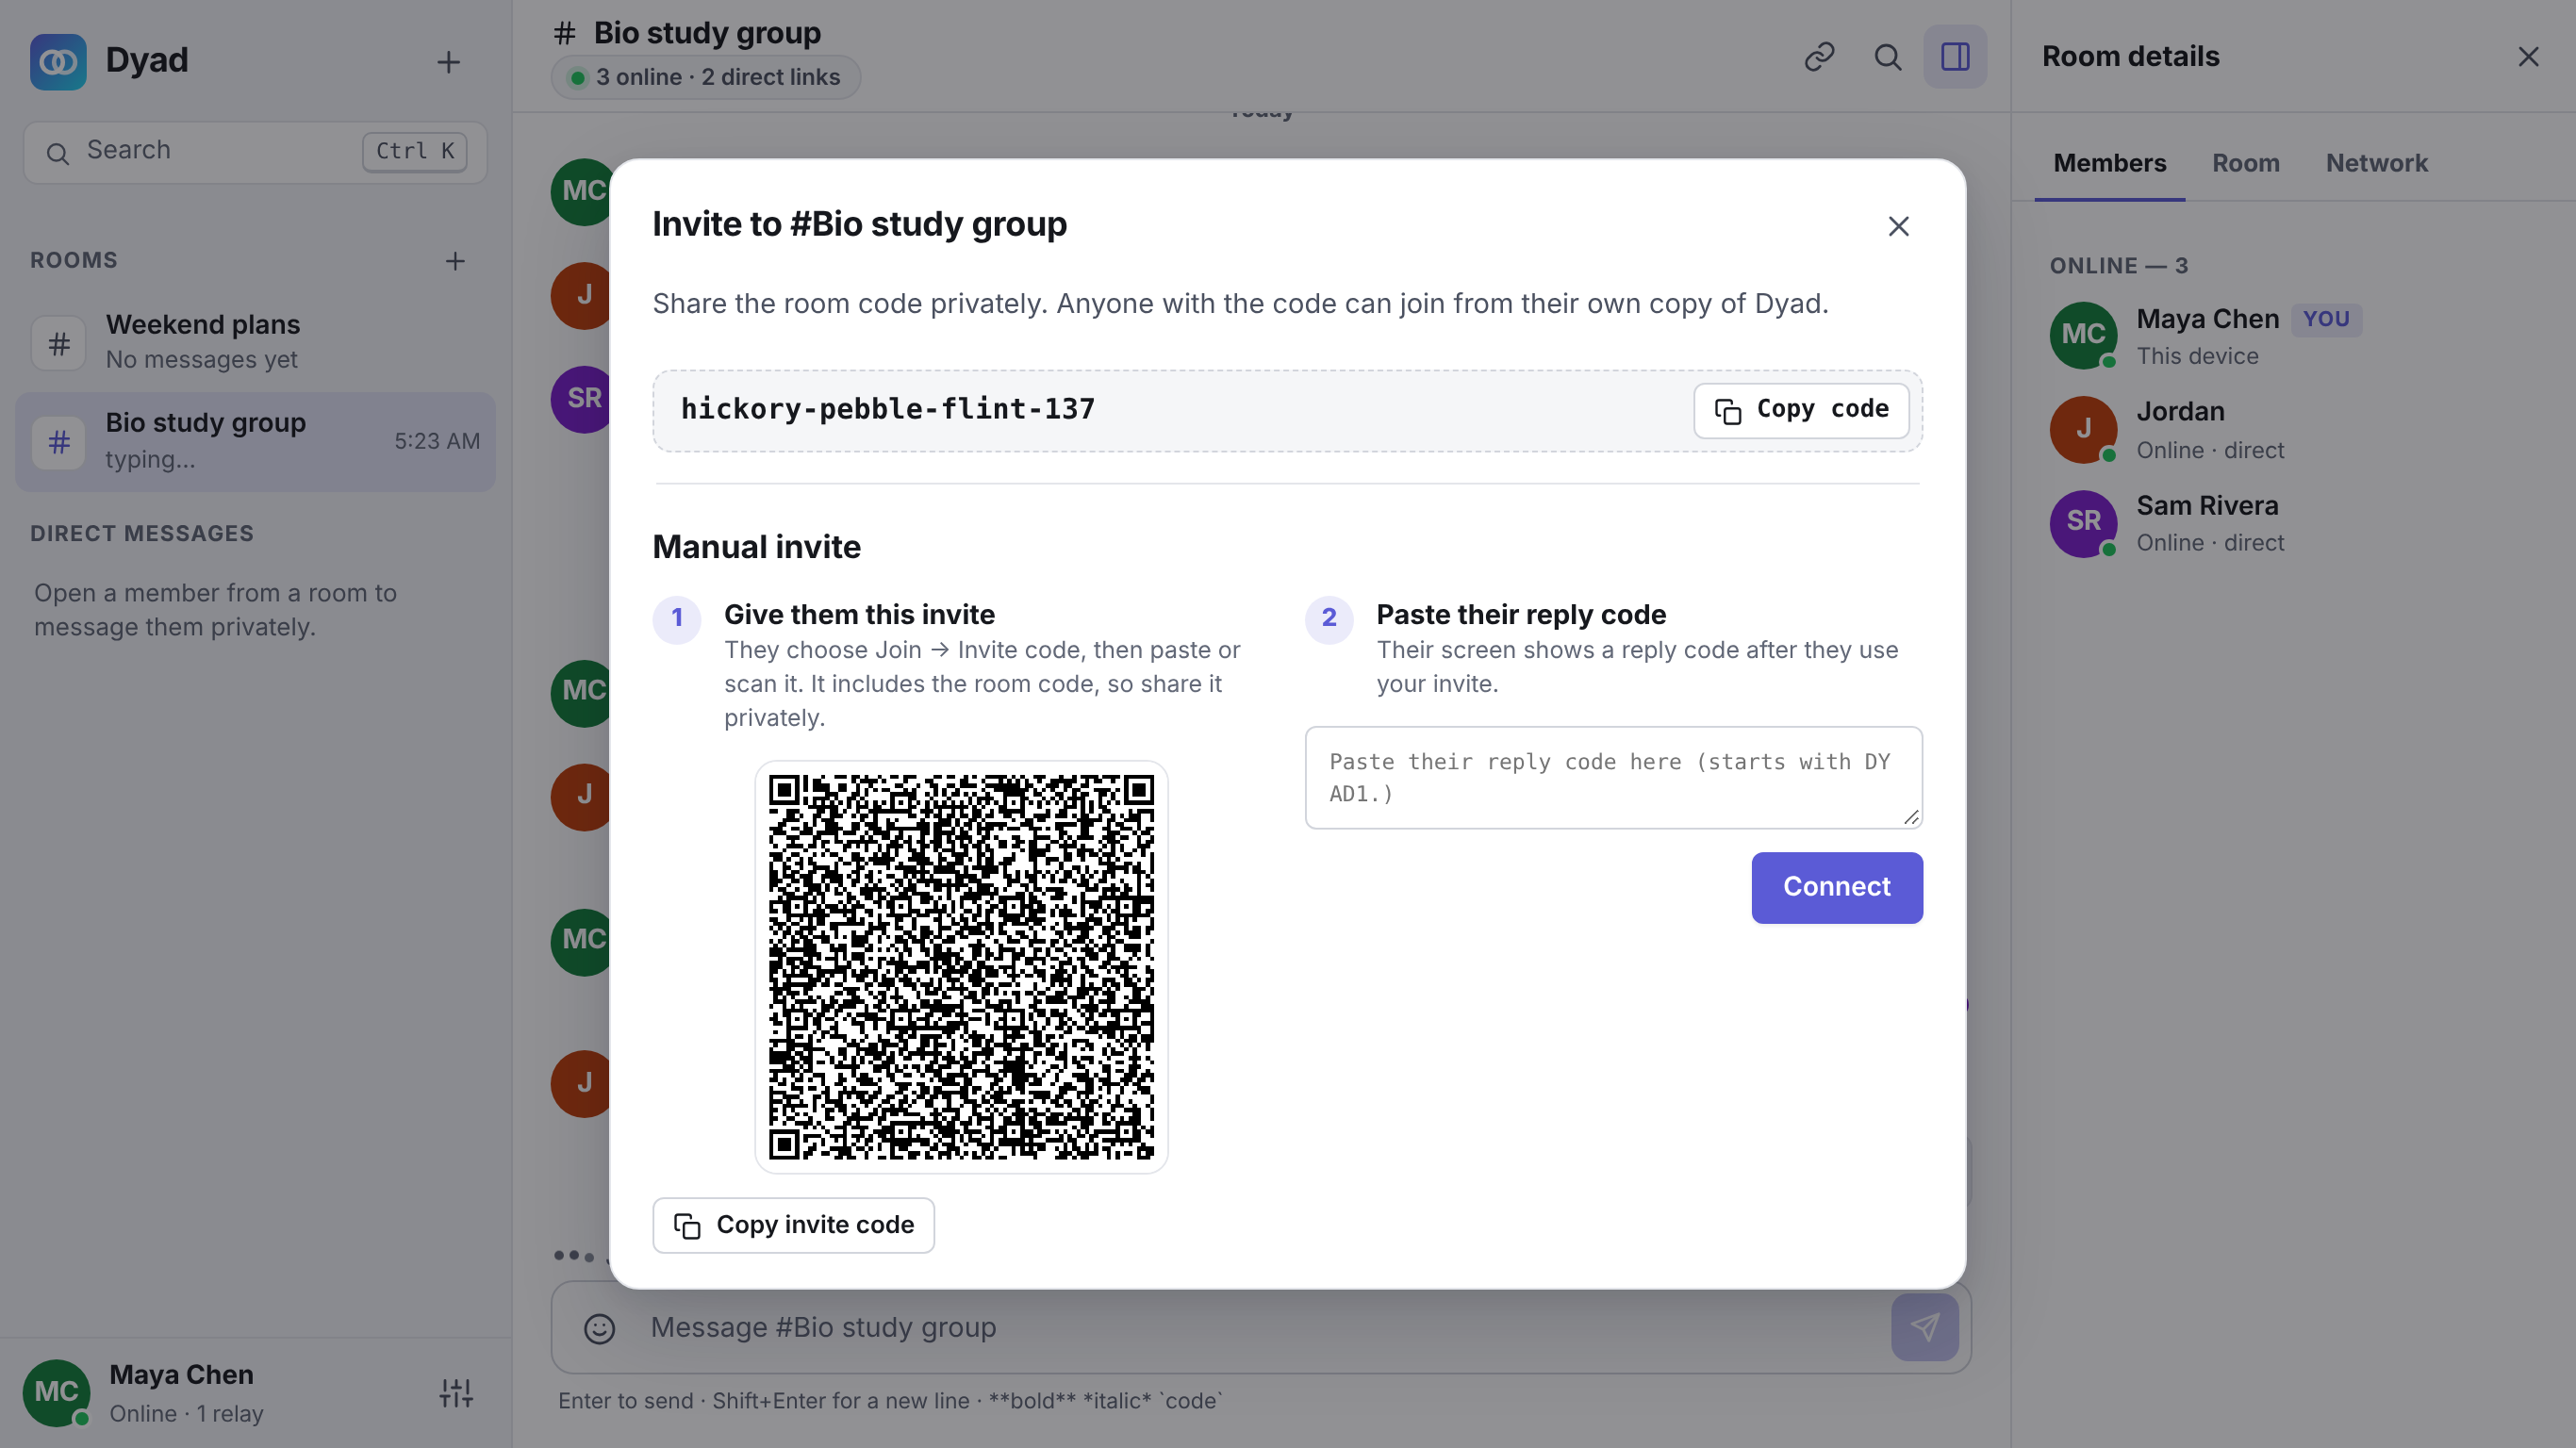 Dyad
Search
Ctrl K
ROOMS
Weekend plans
No messages yet
Bio study group
typing...
5:23 AM
DIRECT MESSAGES
Open a member from a room to
message them privately.
MC
Maya Chen
Online · 1 relay
# Bio study group
3 online · 2 direct links
Today
MC
J
SR
MC
J
MC
J
Invite to #Bio study group
Share the room code privately. Anyone with the code can join from their own copy of Dyad.
hickory-pebble-flint-137
Copy code
Manual invite
1
Give them this invite
They choose Join → Invite code, then paste or
scan it. It includes the room code, so share it
privately.
Copy invite code
2
Paste their reply code
Their screen shows a reply code after they use
your invite.
Paste their reply code here (starts with DY
AD1.)
Connect
Message #Bio study group
Enter to send · Shift+Enter for a new line · **bold** *italic* `code`
Room details
Members
Room
Network
ONLINE — 3
MC
Maya Chen
YOU
This device
J
Jordan
Online · direct
SR
Sam Rivera
Online · direct